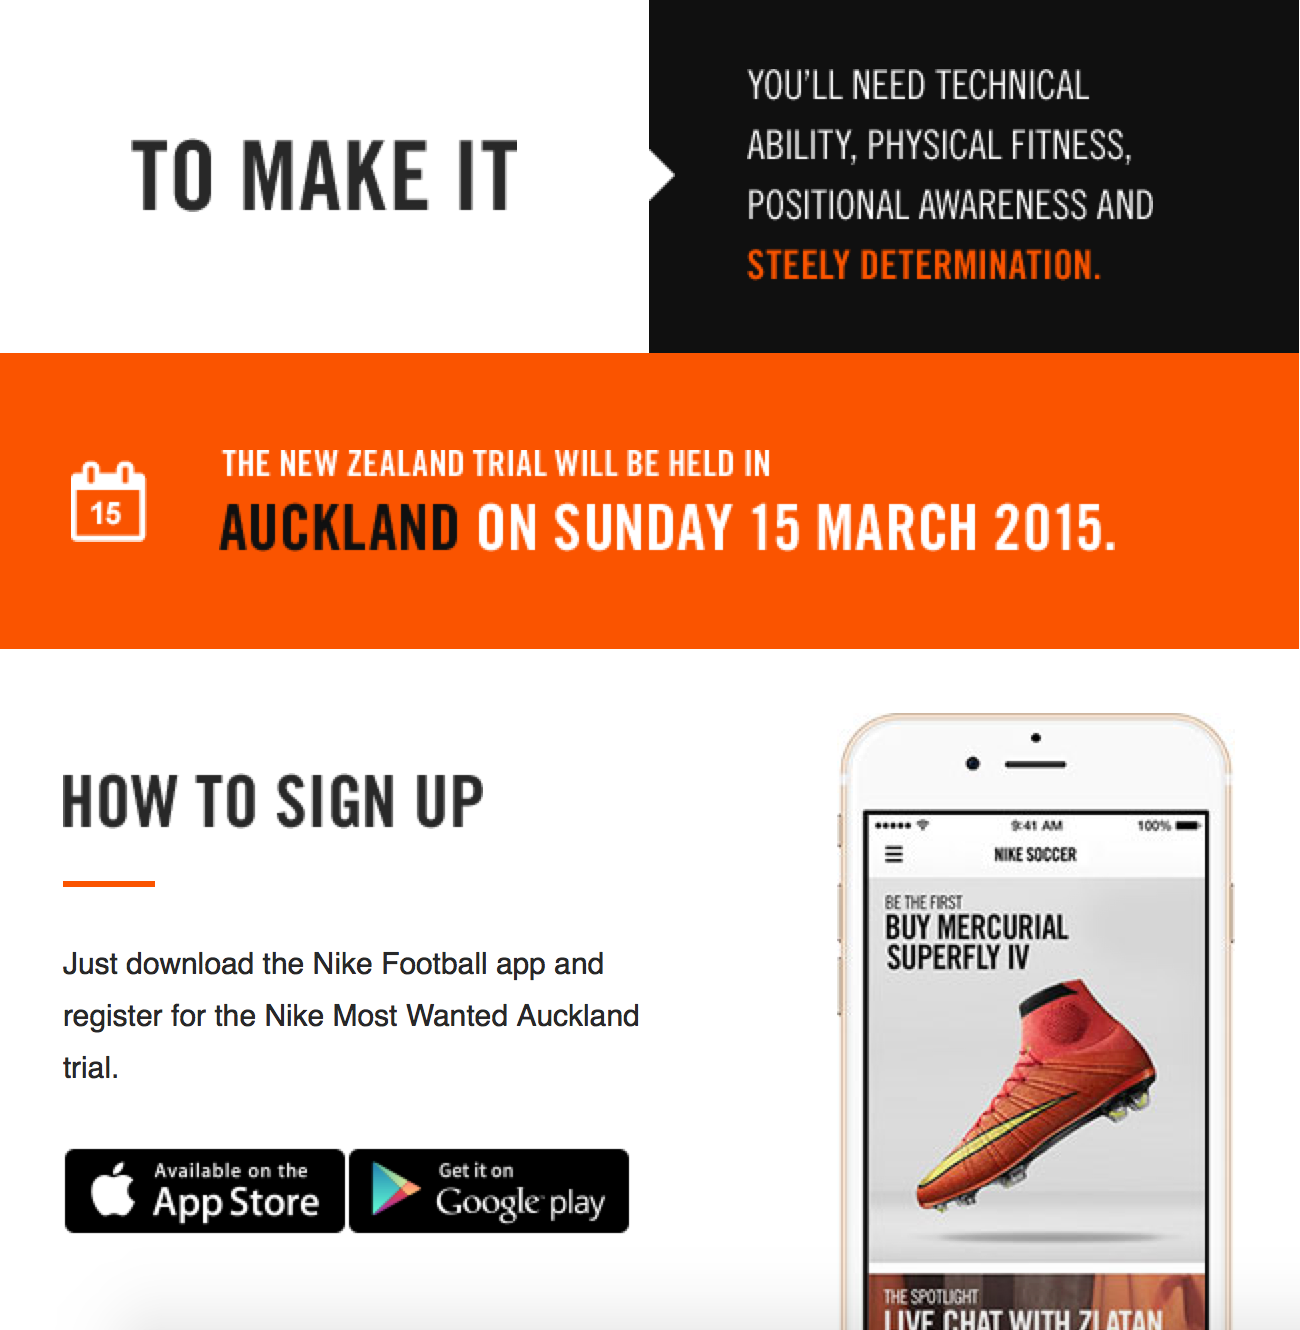 TO MAKE IT
YOU'LL NEED TECHNICAL
ABILITY, PHYSICAL FITNESS,
POSITIONAL AWARENESS AND
STEELY DETERMINATION.
15
THE NEW ZEALAND TRIAL WILL BE HELD IN
AUCKLAND ON SUNDAY 15 MARCH 2015.
HOW TO SIGN UP
Just download the Nike Football app and
register for the Nike Most Wanted Auckland
trial.
Available on the
App Store
Get it on
Google play
9:41 AM
100%
NIKE SOCCER
BE THE FIRST
BUY MERCURIAL
SUPERFLY IV
THE SPOTLIGHT
LIVE CHAT WITH ZLATAN